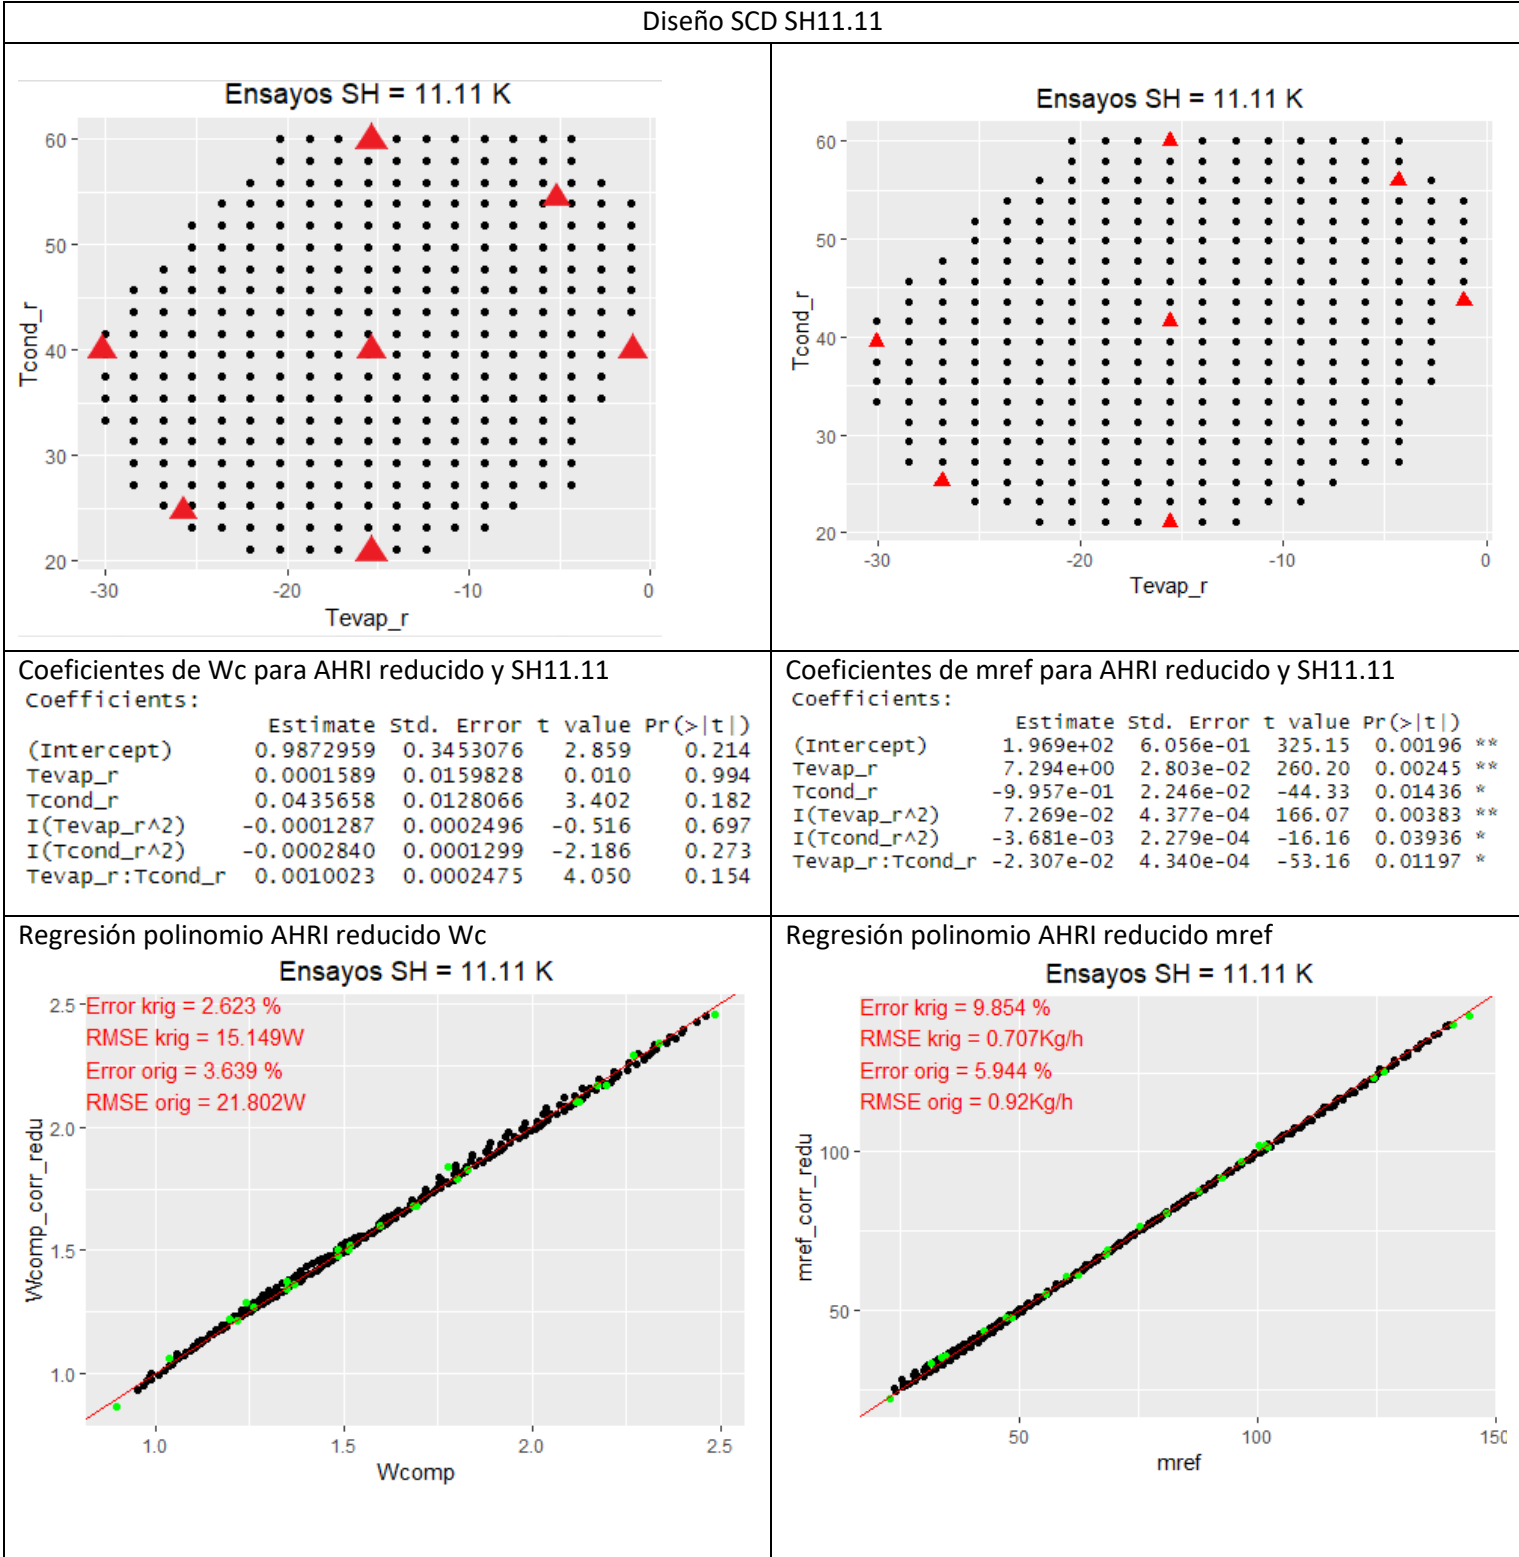 Diseño SCD SH11.11
Ensayos SH = 11.11 K
60
50
40
30
20
Tcond_r
-30
-20
-10
0
Tevap_r
Ensayos SH = 11.11 K
60
50
40
30
20
Tcond_r
-30
-20
-10
0
Tevap_r
Coeficientes de Wc para AHRI reducido y SH11.11
Coefficients:
Estimate Std. Error t value Pr(>|t|)
(Intercept) 0.9872959 0.3453076 2.859 0.214
Tevap_r 0.0001589 0.0159828 0.010 0.994
Tcond_r 0.0435658 0.0128066 3.402 0.182
I(Tevap_r^2) -0.0001287 0.0002496 -0.516 0.697
I(Tcond_r^2) -0.0002840 0.0001299 -2.186 0.273
Tevap_r:Tcond_r 0.0010023 0.0002475 4.050 0.154
Coeficientes de mref para AHRI reducido y SH11.11
Coefficients:
Estimate Std. Error t value Pr(>|t|)
(Intercept) 1.969e+02 6.056e-01 325.15 0.00196 **
Tevap_r 7.294e+00 2.803e-02 260.20 0.00245 **
Tcond_r -9.957e-01 2.246e-02 -44.33 0.01436 *
I(Tevap_r^2) 7.269e-02 4.377e-04 166.07 0.00383 **
I(Tcond_r^2) -3.681e-03 2.279e-04 -16.16 0.03936 *
Tevap_r:Tcond_r -2.307e-02 4.340e-04 -53.16 0.01197 *
Regresión polinomio AHRI reducido Wc
Ensayos SH = 11.11 K
Error krig = 2.623 %
RMSE krig = 15.149W
Error orig = 3.639 %
RMSE orig = 21.802W
2.5
2.0
1.5
1.0
Wcomp_corr_redu
1.0
1.5
2.0
2.5
Wcomp
Regresión polinomio AHRI reducido mref
Ensayos SH = 11.11 K
Error krig = 9.854 %
RMSE krig = 0.707Kg/h
Error orig = 5.944 %
RMSE orig = 0.92Kg/h
100
50
mref_corr_redu
50
100
150
mref